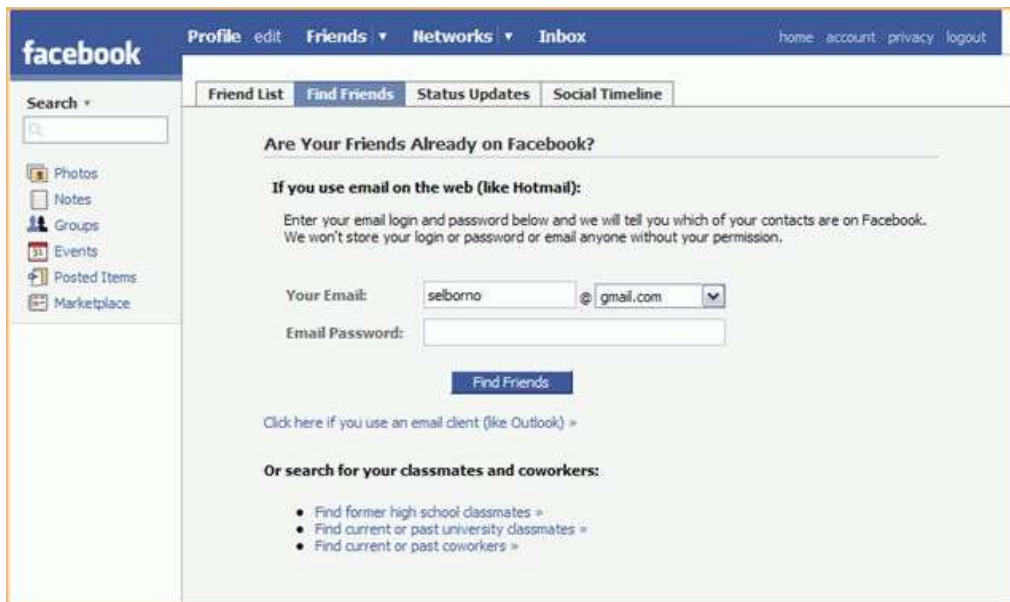 facebook
Profile edit Friends ▾ Networks ▾ Inbox home account privacy logout
Search ▾
Photos
Notes
Groups
31 Events
Posted Items
Marketplace
Friend List Find Friends Status Updates Social Timeline
Are Your Friends Already on Facebook?
If you use email on the web (like Hotmail):
Enter your email login and password below and we will tell you which of your contacts are on Facebook.
We won't store your login or password or email anyone without your permission.
Your Email: selborno @ gmail.com
Email Password:
Find Friends
Click here if you use an email client (like Outlook) »
Or search for your classmates and coworkers:
• Find former high school classmates »
• Find current or past university classmates »
• Find current or past coworkers »